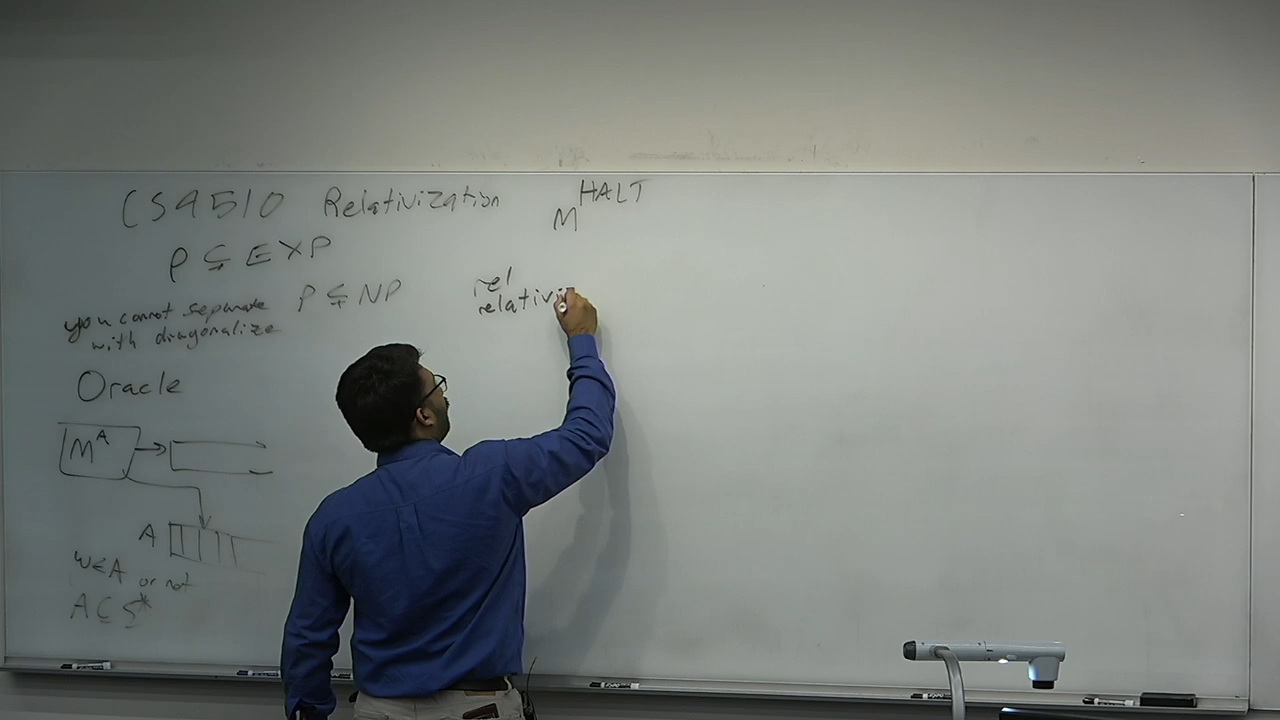 CS4510 Relativization
P ⊊ EXP
P ⊊ NP
you cannot separate
with diagonalize
Oracle
M^A
A
w∈A or not
A ⊆ Σ*
M^HALT
rel
relativi